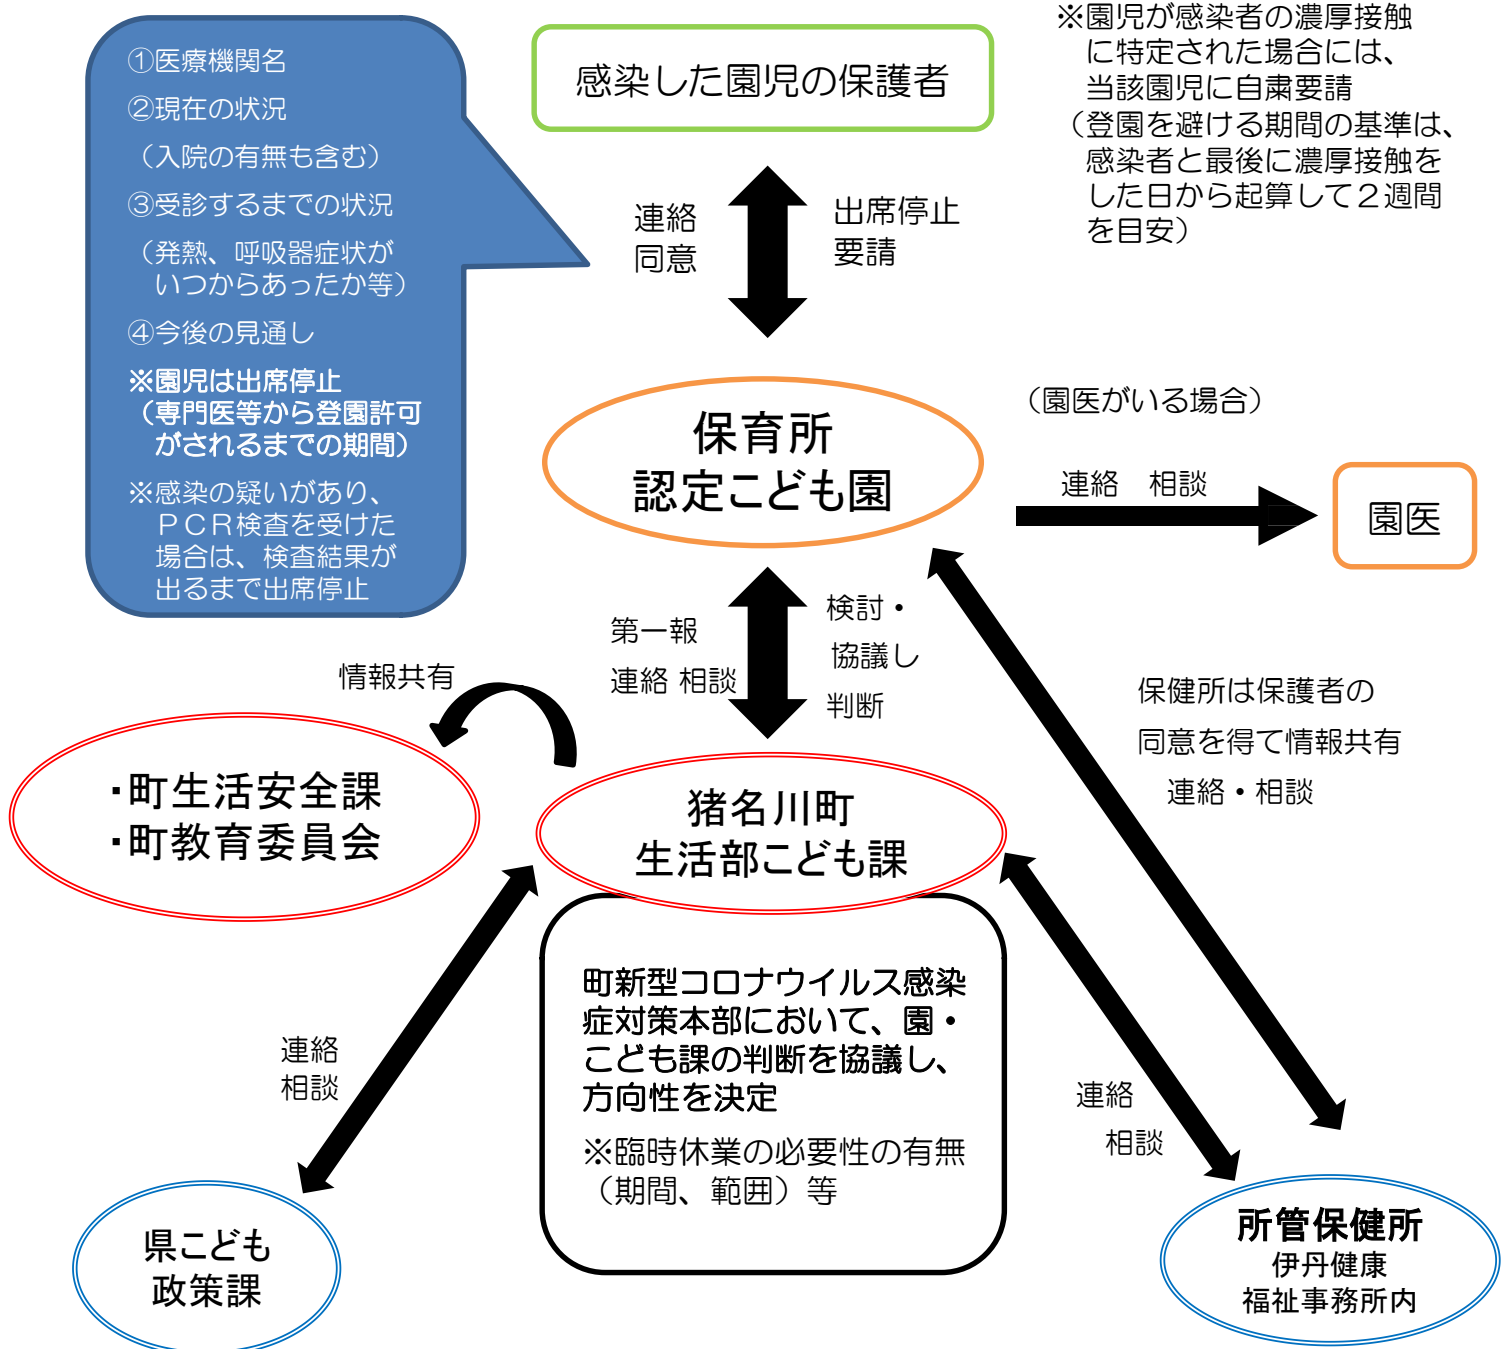 ①医療機関名
②現在の状況
（入院の有無も含む）
③受診するまでの状況
（発熱、呼吸器症状が
いつからあったか等）
④今後の見通し
※園児は出席停止
（専門医等から登園許可
がされるまでの期間）
※感染の疑いがあり、
ＰＣＲ検査を受けた
場合は、検査結果が
出るまで出席停止
感染した園児の保護者
※園児が感染者の濃厚接触
に特定された場合には、
当該園児に自粛要請
（登園を避ける期間の基準は、
感染者と最後に濃厚接触を
した日から起算して２週間
を目安）
連絡
同意
出席停止
要請
保育所
認定こども園
（園医がいる場合）
連絡　相談
園医
第一報
連絡 相談
検討・
協議し
判断
情報共有
保健所は保護者の
同意を得て情報共有
連絡・相談
・町生活安全課
・町教育委員会
猪名川町
生活部こども課
町新型コロナウイルス感染
症対策本部において、園・
こども課の判断を協議し、
方向性を決定
※臨時休業の必要性の有無
（期間、範囲）等
連絡
相談
連絡
相談
県こども
政策課
所管保健所
伊丹健康
福祉事務所内